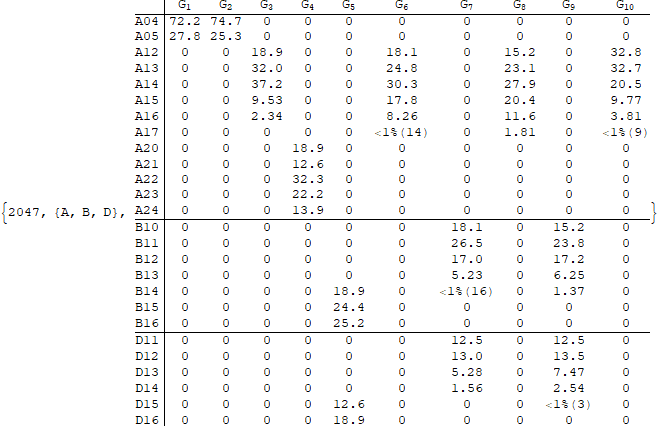 G1 G2 G3 G4 G5 G6 G7 G8 G9 G10
A04 72.2 74.7 0 0 0 0 0 0 0 0
A05 27.8 25.3 0 0 0 0 0 0 0 0
A12 0 0 18.9 0 0 18.1 0 15.2 0 32.8
A13 0 0 32.0 0 0 24.8 0 23.1 0 32.7
A14 0 0 37.2 0 0 30.3 0 27.9 0 20.5
A15 0 0 9.53 0 0 17.8 0 20.4 0 9.77
A16 0 0 2.34 0 0 8.26 0 11.6 0 3.81
A17 0 0 0 0 0 <1%(14) 0 1.81 0 <1%(9)
A20 0 0 0 18.9 0 0 0 0 0 0
A21 0 0 0 12.6 0 0 0 0 0 0
A22 0 0 0 32.3 0 0 0 0 0 0
A23 0 0 0 22.2 0 0 0 0 0 0
{2047, {A, B, D}, A24 0 0 0 13.9 0 0 0 0 0 0 }
B10 0 0 0 0 0 0 18.1 0 15.2 0
B11 0 0 0 0 0 0 26.5 0 23.8 0
B12 0 0 0 0 0 0 17.0 0 17.2 0
B13 0 0 0 0 0 0 5.23 0 6.25 0
B14 0 0 0 0 18.9 0 <1%(16) 0 1.37 0
B15 0 0 0 0 24.4 0 0 0 0 0
B16 0 0 0 0 25.2 0 0 0 0 0
D11 0 0 0 0 0 0 12.5 0 12.5 0
D12 0 0 0 0 0 0 13.0 0 13.5 0
D13 0 0 0 0 0 0 5.28 0 7.47 0
D14 0 0 0 0 0 0 1.56 0 2.54 0
D15 0 0 0 0 12.6 0 0 0 <1%(3) 0
D16 0 0 0 0 18.9 0 0 0 0 0